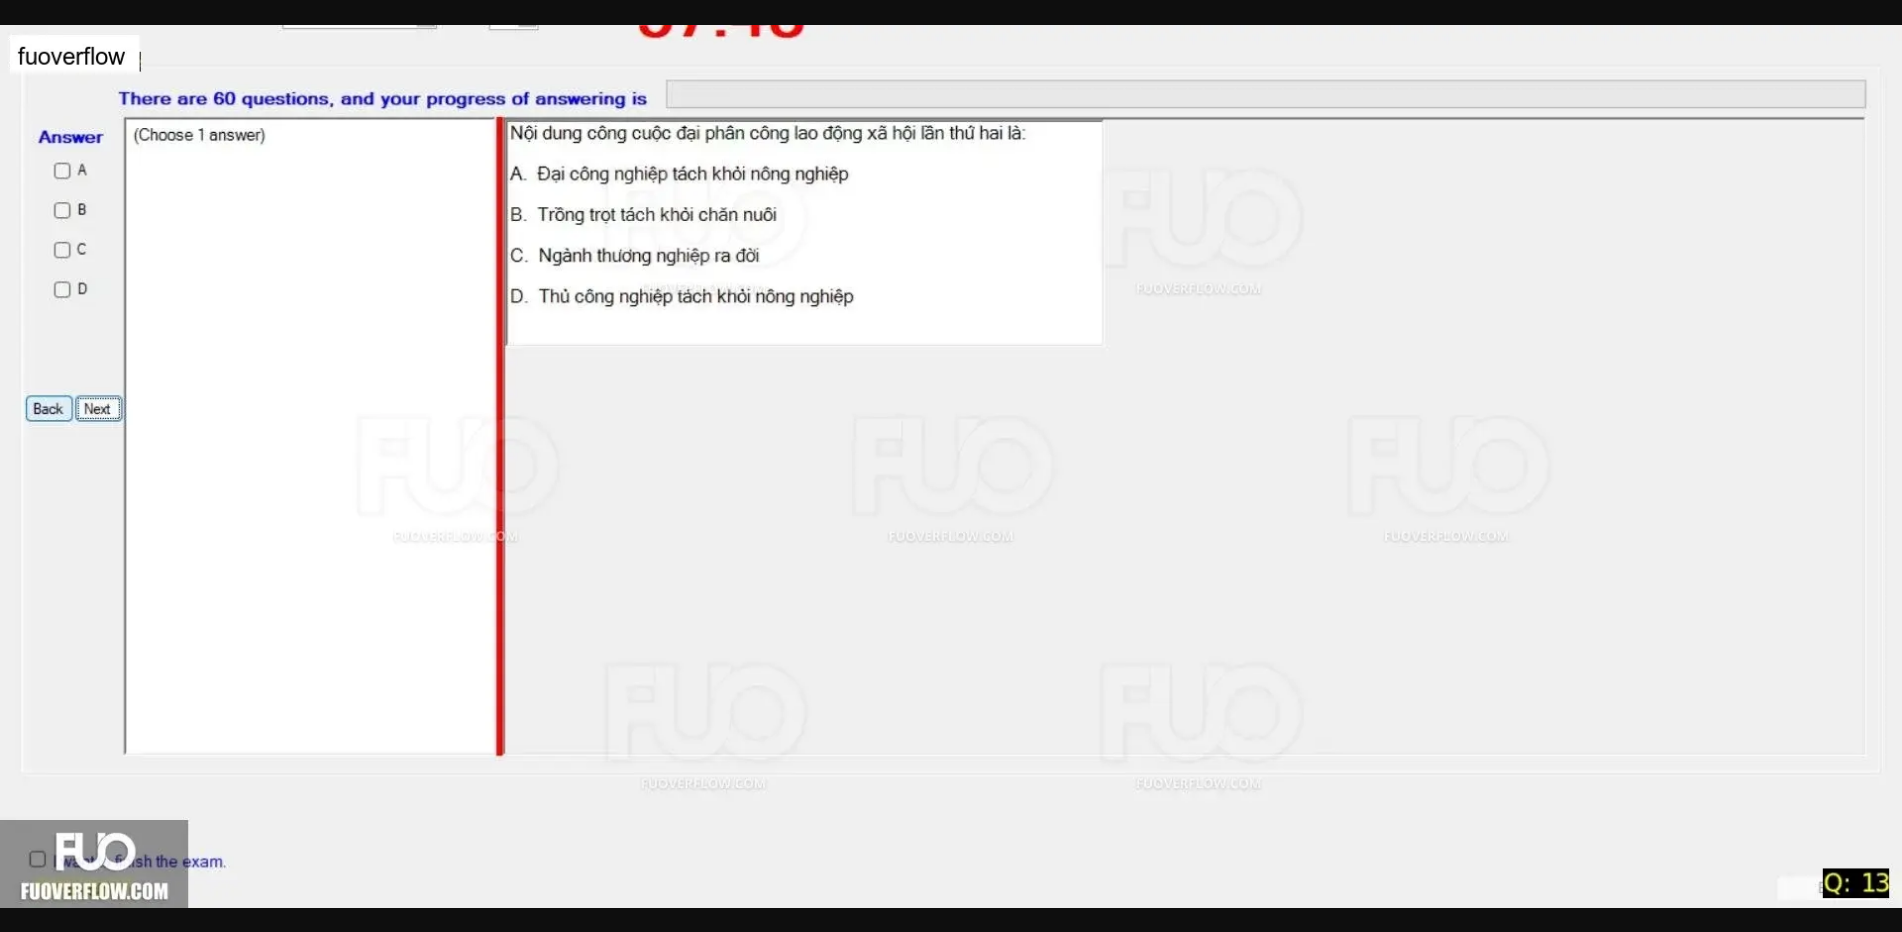 fuoverflow
There are 60 questions, and your progress of answering is
Answer
(Choose 1 answer)
A
B
C
D
Back Next
Nội dung công cuộc đại phân công lao động xã hội lần thứ hai là:
A. Đại công nghiệp tách khỏi nông nghiệp
B. Trồng trọt tách khỏi chăn nuôi
C. Ngành thương nghiệp ra đời
D. Thủ công nghiệp tách khỏi nông nghiệp
FUO
FUOVERFLOW.COM
FUO
FUOVERFLOW.COM
FUO
FUOVERFLOW.COM
FUO
FUOVERFLOW.COM
FUO
FUOVERFLOW.COM
FUO
FUOVERFLOW.COM
FUO
the exam.
FUOVERFLOW.COM
Q: 13